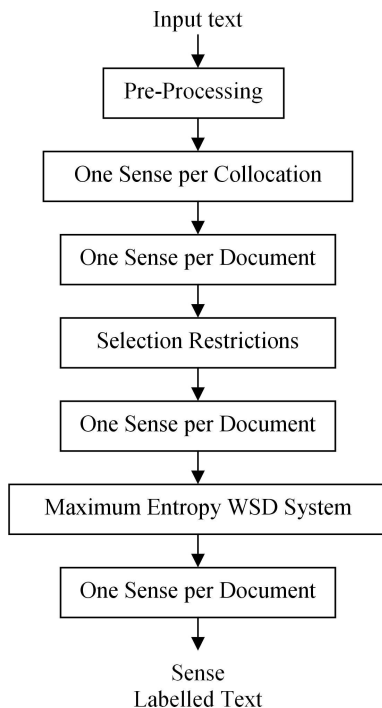 Input text
Pre-Processing
One Sense per Collocation
One Sense per Document
Selection Restrictions
One Sense per Document
Maximum Entropy WSD System
One Sense per Document
Sense
Labelled Text